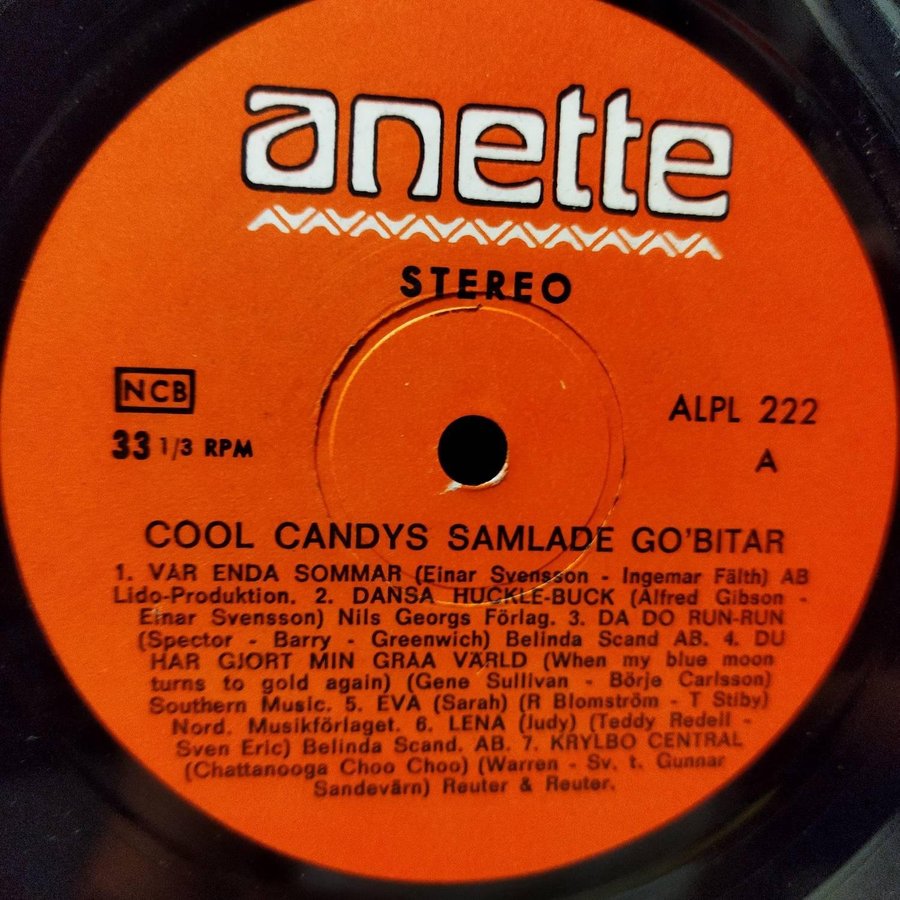 anette
STEREO
NCB
33 1/3 RPM
ALPL 222
A
COOL CANDYS SAMLADE GO'BITAR
1. VAR ENDA SOMMAR (Einar Svensson - Ingemar Fälth) AB
Lido-Produktion. 2. DANSA HUCKLE-BUCK (Alfred Gibson -
Einar Svensson) Nils Georgs Förlag. 3. DA DO RUN-RUN
(Spector - Barry - Greenwich) Belinda Scand AB. 4. DU
HAR GJORT MIN GRAA VÄRLD (When my blue moon
turns to gold again) (Gene Sullivan - Börje Carlsson)
Southern Music. 5. EVA (Sarah) (R Blomström - T Stiby)
Nord. Musikförlaget. 6. LENA (Judy) (Teddy Redell -
Sven Eric) Belinda Scand. AB. 7. KRYLBO CENTRAL
(Chattanooga Choo Choo) (Warren - Sv. t. Gunnar
Sandevärn) Reuter & Reuter.